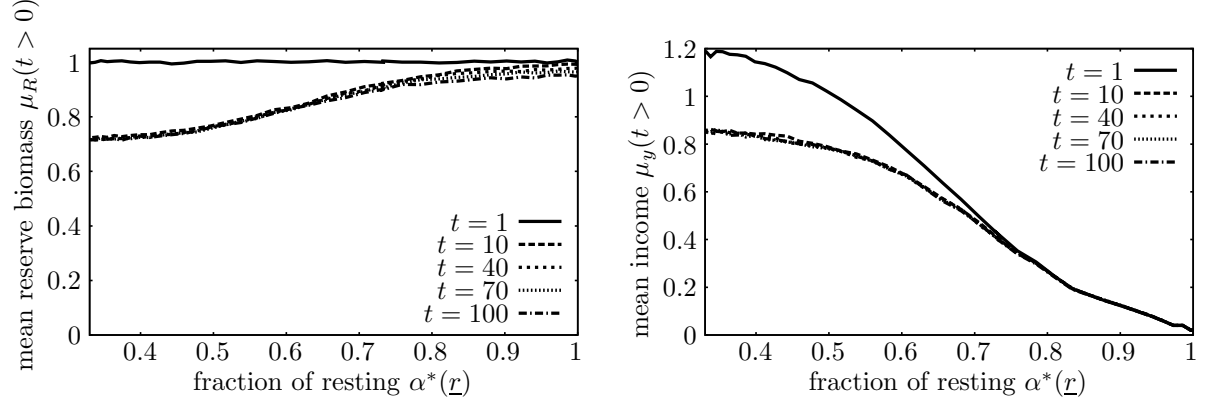 mean reserve biomass μ_R(t > 0)
1
0.8
0.6
0.4
0.2
0
t = 1
t = 10
t = 40
t = 70
t = 100
0.4 0.5 0.6 0.7 0.8 0.9 1
fraction of resting α*(r)
mean income μ_y(t > 0)
1.2
1.0
0.8
0.6
0.4
0.2
0
t = 1
t = 10
t = 40
t = 70
t = 100
0.4 0.5 0.6 0.7 0.8 0.9 1
fraction of resting α*(r)